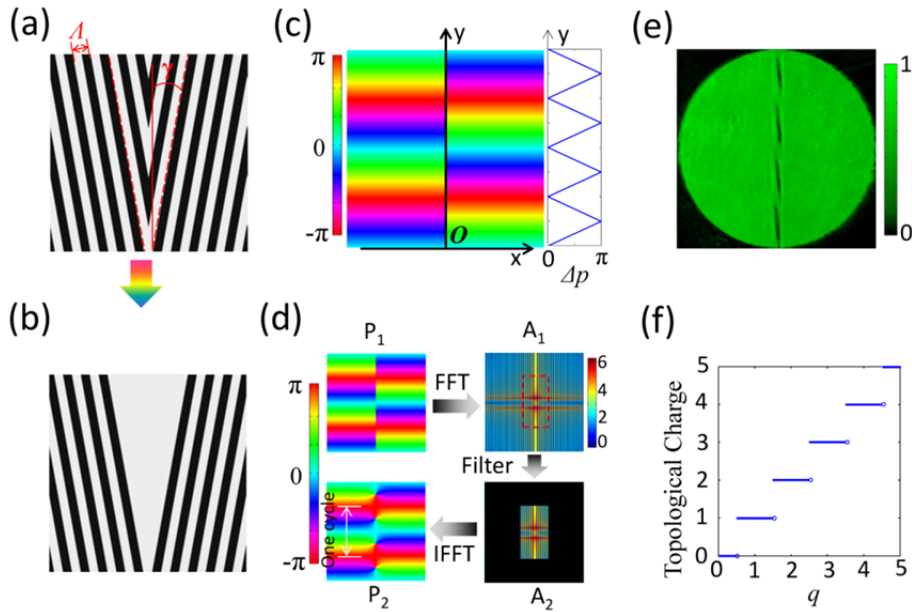 (a)
Λ
γ
(b)
(c)
π
0
-π
y
O
x
y
0
π
Δp
(d)
P1
FFT
A1
6
4
2
0
π
0
-π
Filter
One cycle
IFFT
P2
A2
(e)
1
0
(f)
Topological Charge
5
4
3
2
1
0
0 1 2 3 4 5
q